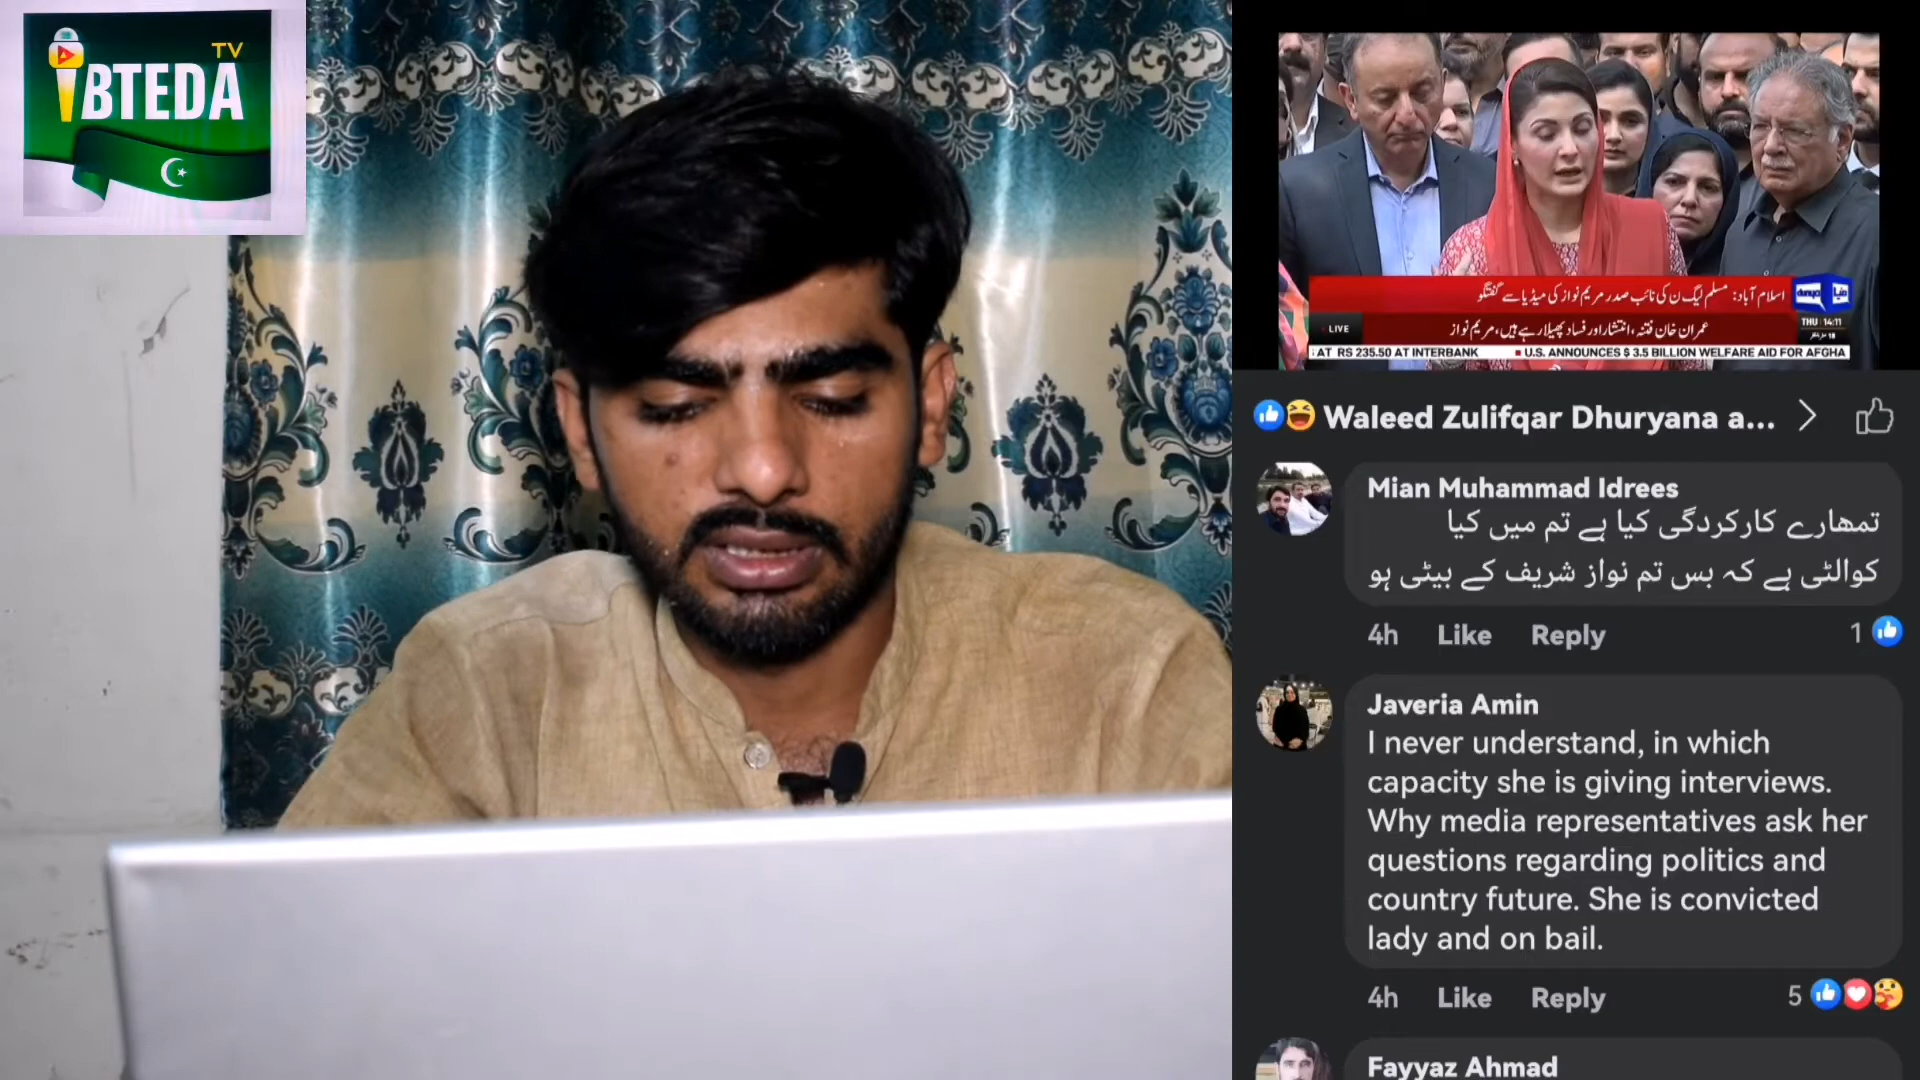 TV
iBTEDA
اسلام آباد: مسلم لیگ ن کی نائب صدر مریم نواز کی میڈیا سے گفتگو
dunya دنیا
LIVE
عمران خان فتنہ، انتشار اور فساد پھیلا رہے ہیں، مریم نواز
THU 14:11
AT RS 235.50 AT INTERBANK ■ U.S. ANNOUNCES $ 3.5 BILLION WELFARE AID FOR AFGHA
Waleed Zulifqar Dhuryana a... >
Mian Muhammad Idrees
تمھارے کارکردگی کیا ہے تم میں کیا
کوالٹی ہے کہ بس تم نواز شریف کے بیٹی ہو
4h Like Reply 1
Javeria Amin
I never understand, in which
capacity she is giving interviews.
Why media representatives ask her
questions regarding politics and
country future. She is convicted
lady and on bail.
4h Like Reply 5
Fayyaz Ahmad